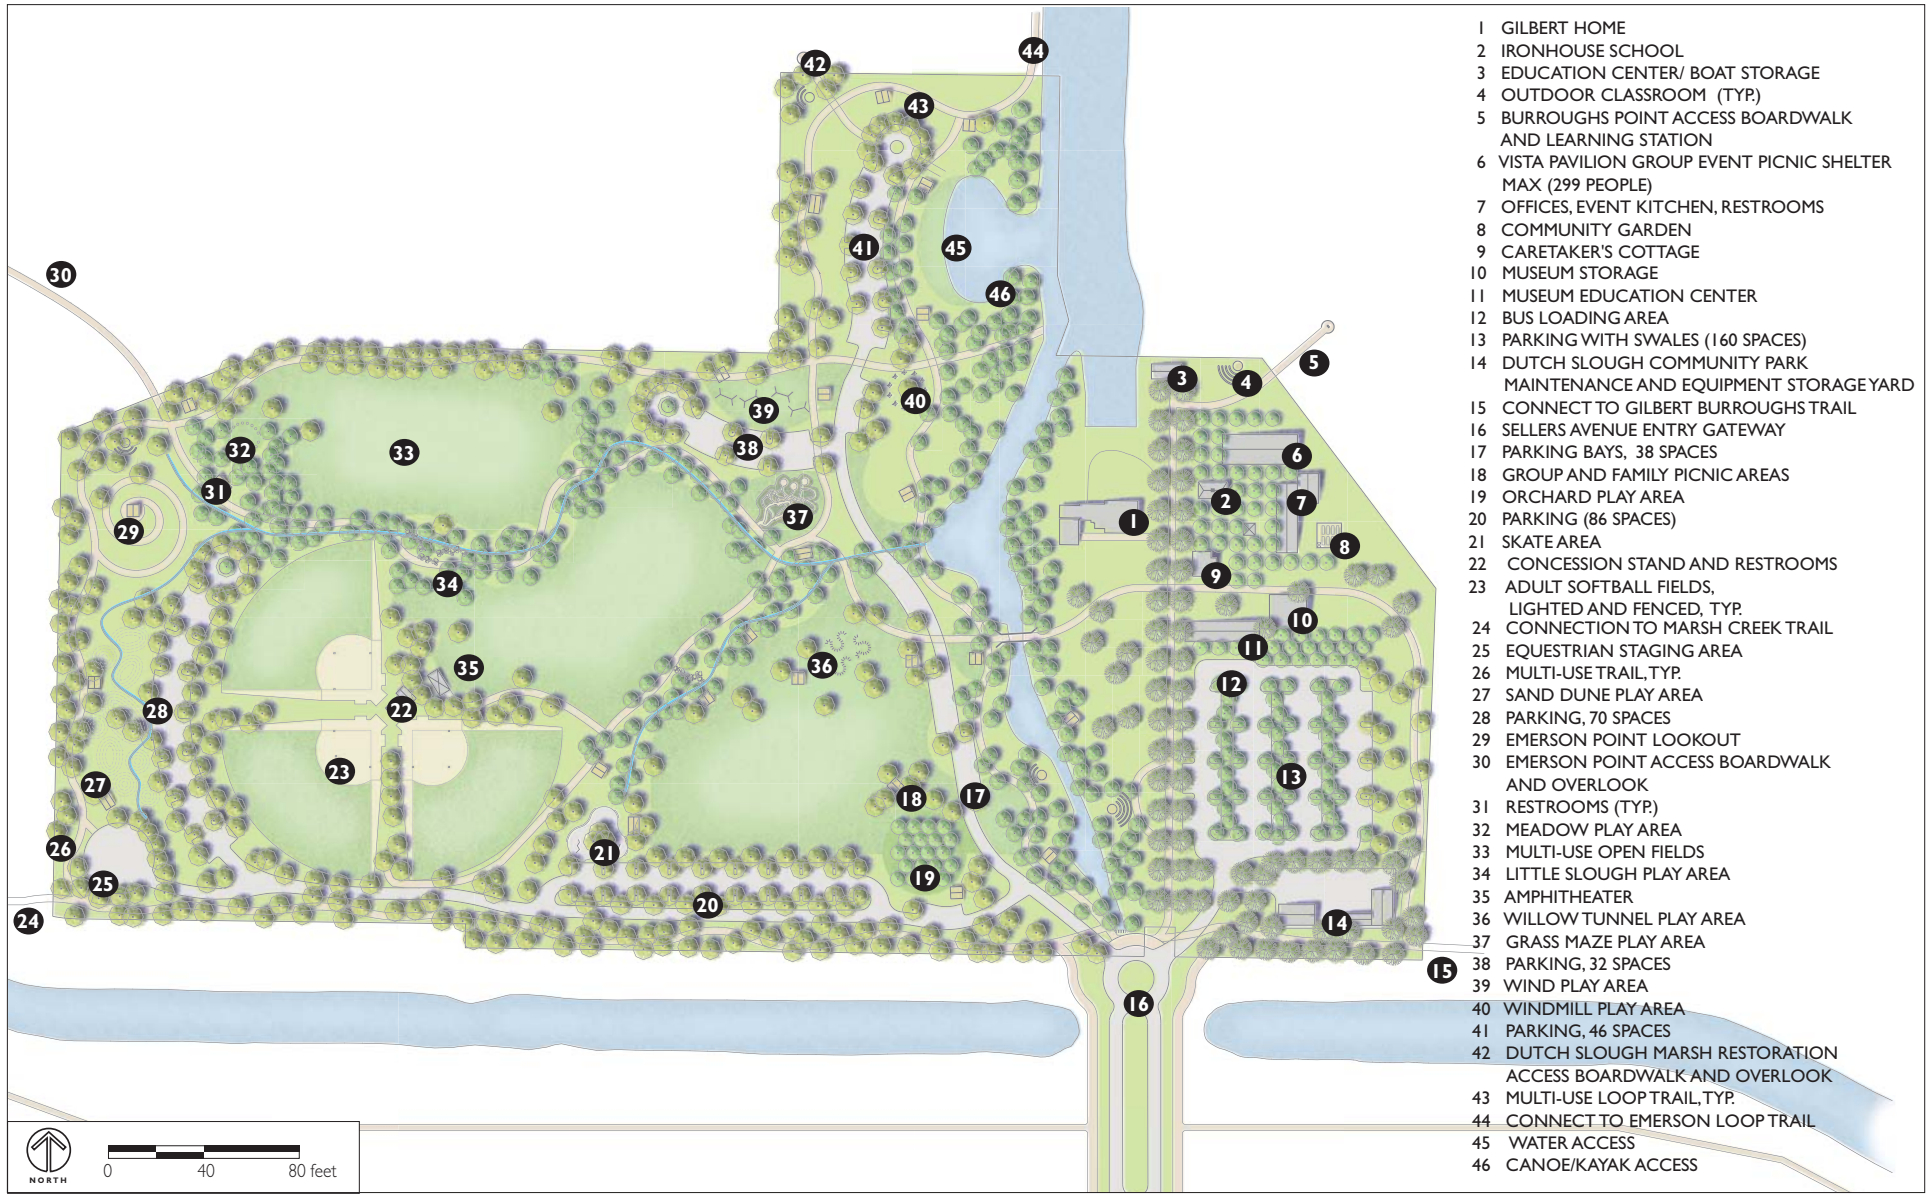 1 GILBERT HOME
2 IRONHOUSE SCHOOL
3 EDUCATION CENTER/ BOAT STORAGE
4 OUTDOOR CLASSROOM (TYP.)
5 BURROUGHS POINT ACCESS BOARDWALK
AND LEARNING STATION
6 VISTA PAVILION GROUP EVENT PICNIC SHELTER
MAX (299 PEOPLE)
7 OFFICES, EVENT KITCHEN, RESTROOMS
8 COMMUNITY GARDEN
9 CARETAKER'S COTTAGE
10 MUSEUM STORAGE
11 MUSEUM EDUCATION CENTER
12 BUS LOADING AREA
13 PARKING WITH SWALES (160 SPACES)
14 DUTCH SLOUGH COMMUNITY PARK
MAINTENANCE AND EQUIPMENT STORAGE YARD
15 CONNECT TO GILBERT BURROUGHS TRAIL
16 SELLERS AVENUE ENTRY GATEWAY
17 PARKING BAYS, 38 SPACES
18 GROUP AND FAMILY PICNIC AREAS
19 ORCHARD PLAY AREA
20 PARKING (86 SPACES)
21 SKATE AREA
22 CONCESSION STAND AND RESTROOMS
23 ADULT SOFTBALL FIELDS,
LIGHTED AND FENCED, TYP.
24 CONNECTION TO MARSH CREEK TRAIL
25 EQUESTRIAN STAGING AREA
26 MULTI-USE TRAIL, TYP.
27 SAND DUNE PLAY AREA
28 PARKING, 70 SPACES
29 EMERSON POINT LOOKOUT
30 EMERSON POINT ACCESS BOARDWALK
AND OVERLOOK
31 RESTROOMS (TYP.)
32 MEADOW PLAY AREA
33 MULTI-USE OPEN FIELDS
34 LITTLE SLOUGH PLAY AREA
35 AMPHITHEATER
36 WILLOW TUNNEL PLAY AREA
37 GRASS MAZE PLAY AREA
38 PARKING, 32 SPACES
39 WIND PLAY AREA
40 WINDMILL PLAY AREA
41 PARKING, 46 SPACES
42 DUTCH SLOUGH MARSH RESTORATION
ACCESS BOARDWALK AND OVERLOOK
43 MULTI-USE LOOP TRAIL, TYP.
44 CONNECT TO EMERSON LOOP TRAIL
45 WATER ACCESS
46 CANOE/KAYAK ACCESS
44
42
43
41
45
46
30
5
3
4
39
40
38
32
33
6
31
2
7
37
1
29
8
9
34
10
11
36
35
12
22
28
23
13
27
18
17
26
21
19
25
20
24
14
15
16
NORTH
0 40 80 feet